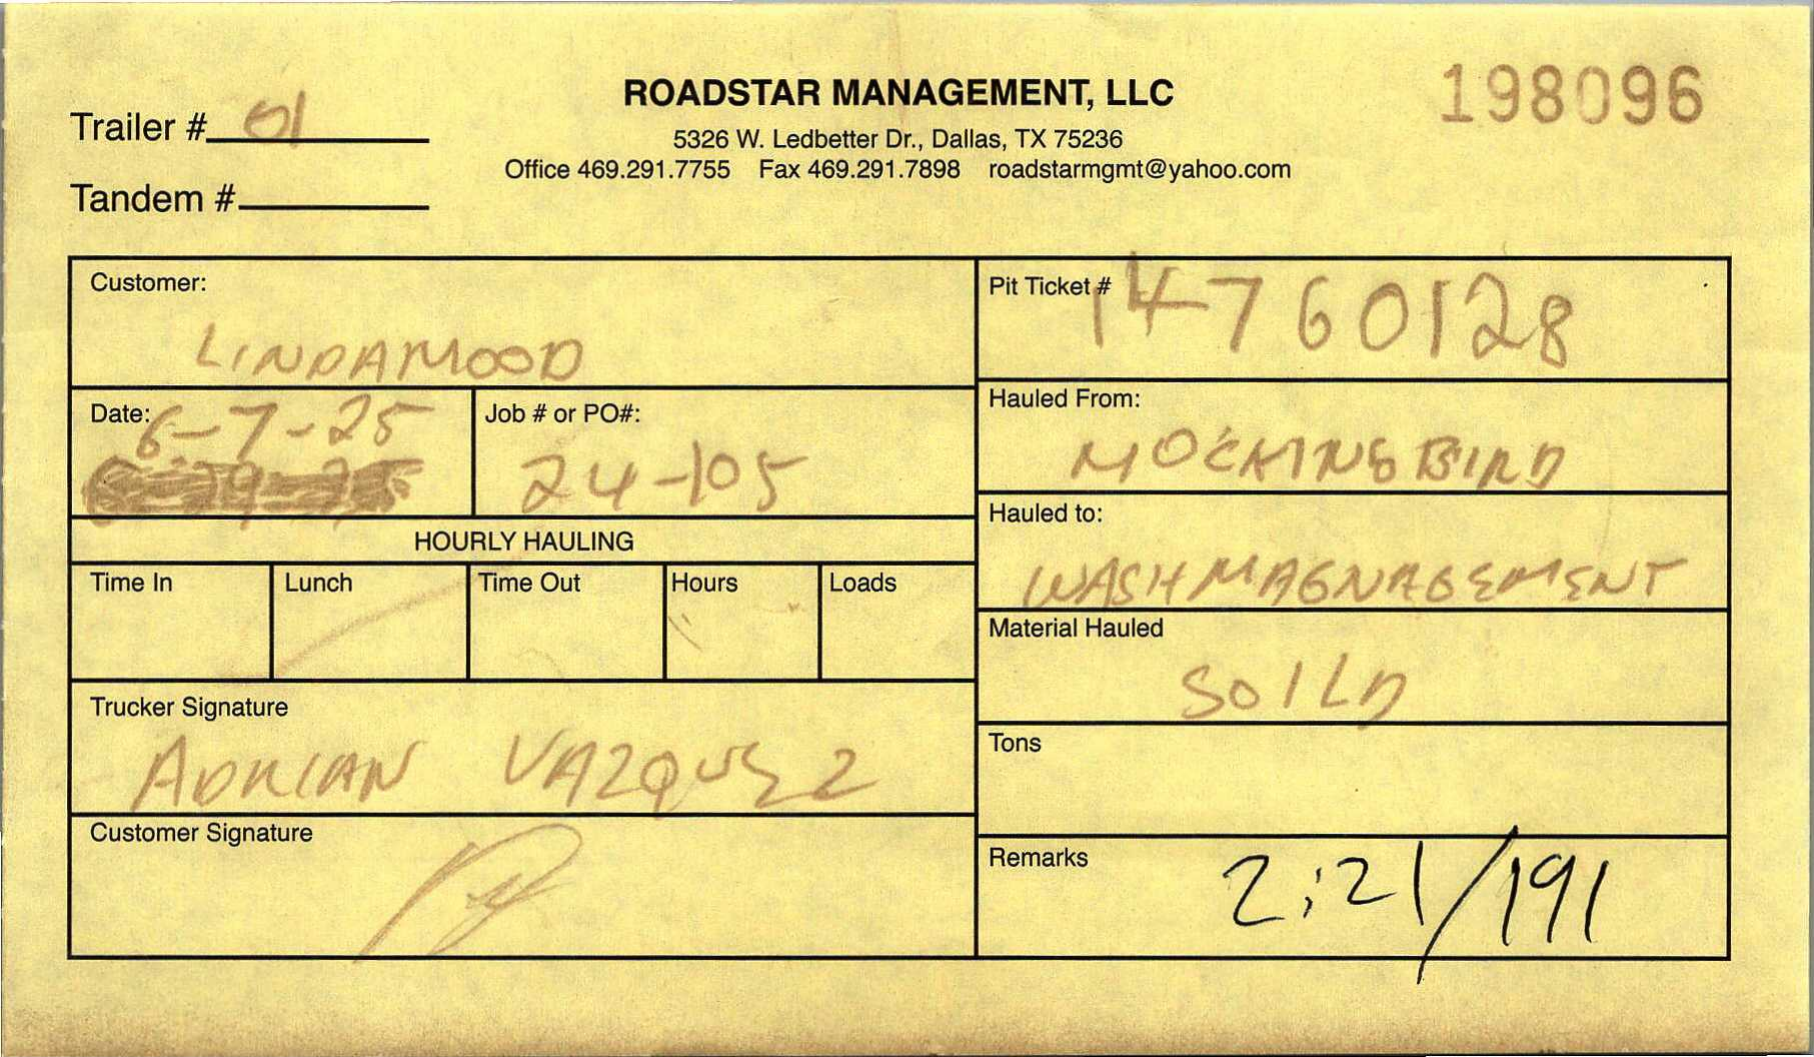 198096
ROADSTAR MANAGEMENT, LLC
5326 W. Ledbetter Dr., Dallas, TX 75236
Office 469.291.7755 Fax 469.291.7898 roadstarmgmt@yahoo.com
Trailer # 01
Tandem #
Customer:
LINDAMOOD
Date: 6-7-25
Job # or PO#:
24-105
HOURLY HAULING
Time In Lunch Time Out Hours Loads
Trucker Signature
ADRIAN VAZQUEZ
Customer Signature
Pit Ticket # 14760128
Hauled From:
MOCKINGBIRD
Hauled to:
WASH MAGNAGEMENT
Material Hauled
SOILD
Tons
Remarks 2:21/191